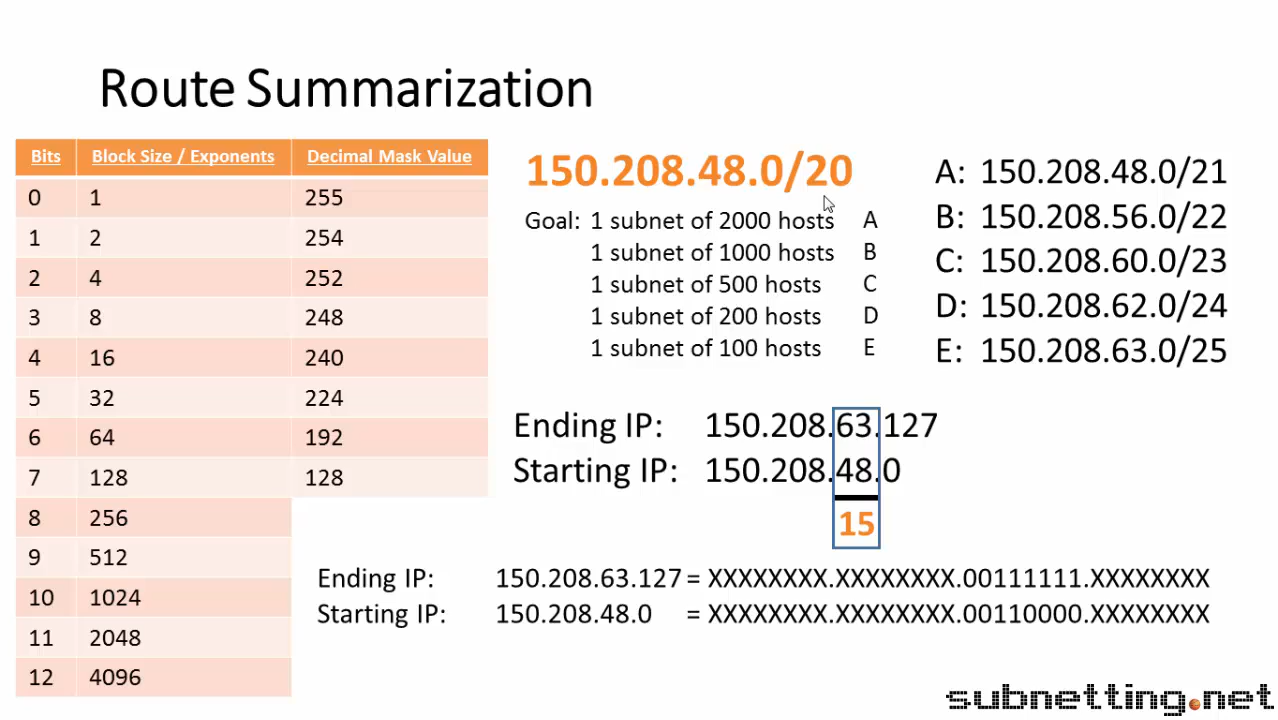 Route Summarization
Bits Block Size / Exponents Decimal Mask Value
0 1 255
1 2 254
2 4 252
3 8 248
4 16 240
5 32 224
6 64 192
7 128 128
8 256
9 512
10 1024
11 2048
12 4096
150.208.48.0/20
Goal: 1 subnet of 2000 hosts A
1 subnet of 1000 hosts B
1 subnet of 500 hosts C
1 subnet of 200 hosts D
1 subnet of 100 hosts E
A: 150.208.48.0/21
B: 150.208.56.0/22
C: 150.208.60.0/23
D: 150.208.62.0/24
E: 150.208.63.0/25
Ending IP: 150.208.63.127
Starting IP: 150.208.48.0
15
Ending IP: 150.208.63.127 = XXXXXXXX.XXXXXXXX.00111111.XXXXXXXX
Starting IP: 150.208.48.0 = XXXXXXXX.XXXXXXXX.00110000.XXXXXXXX
subnetting.net